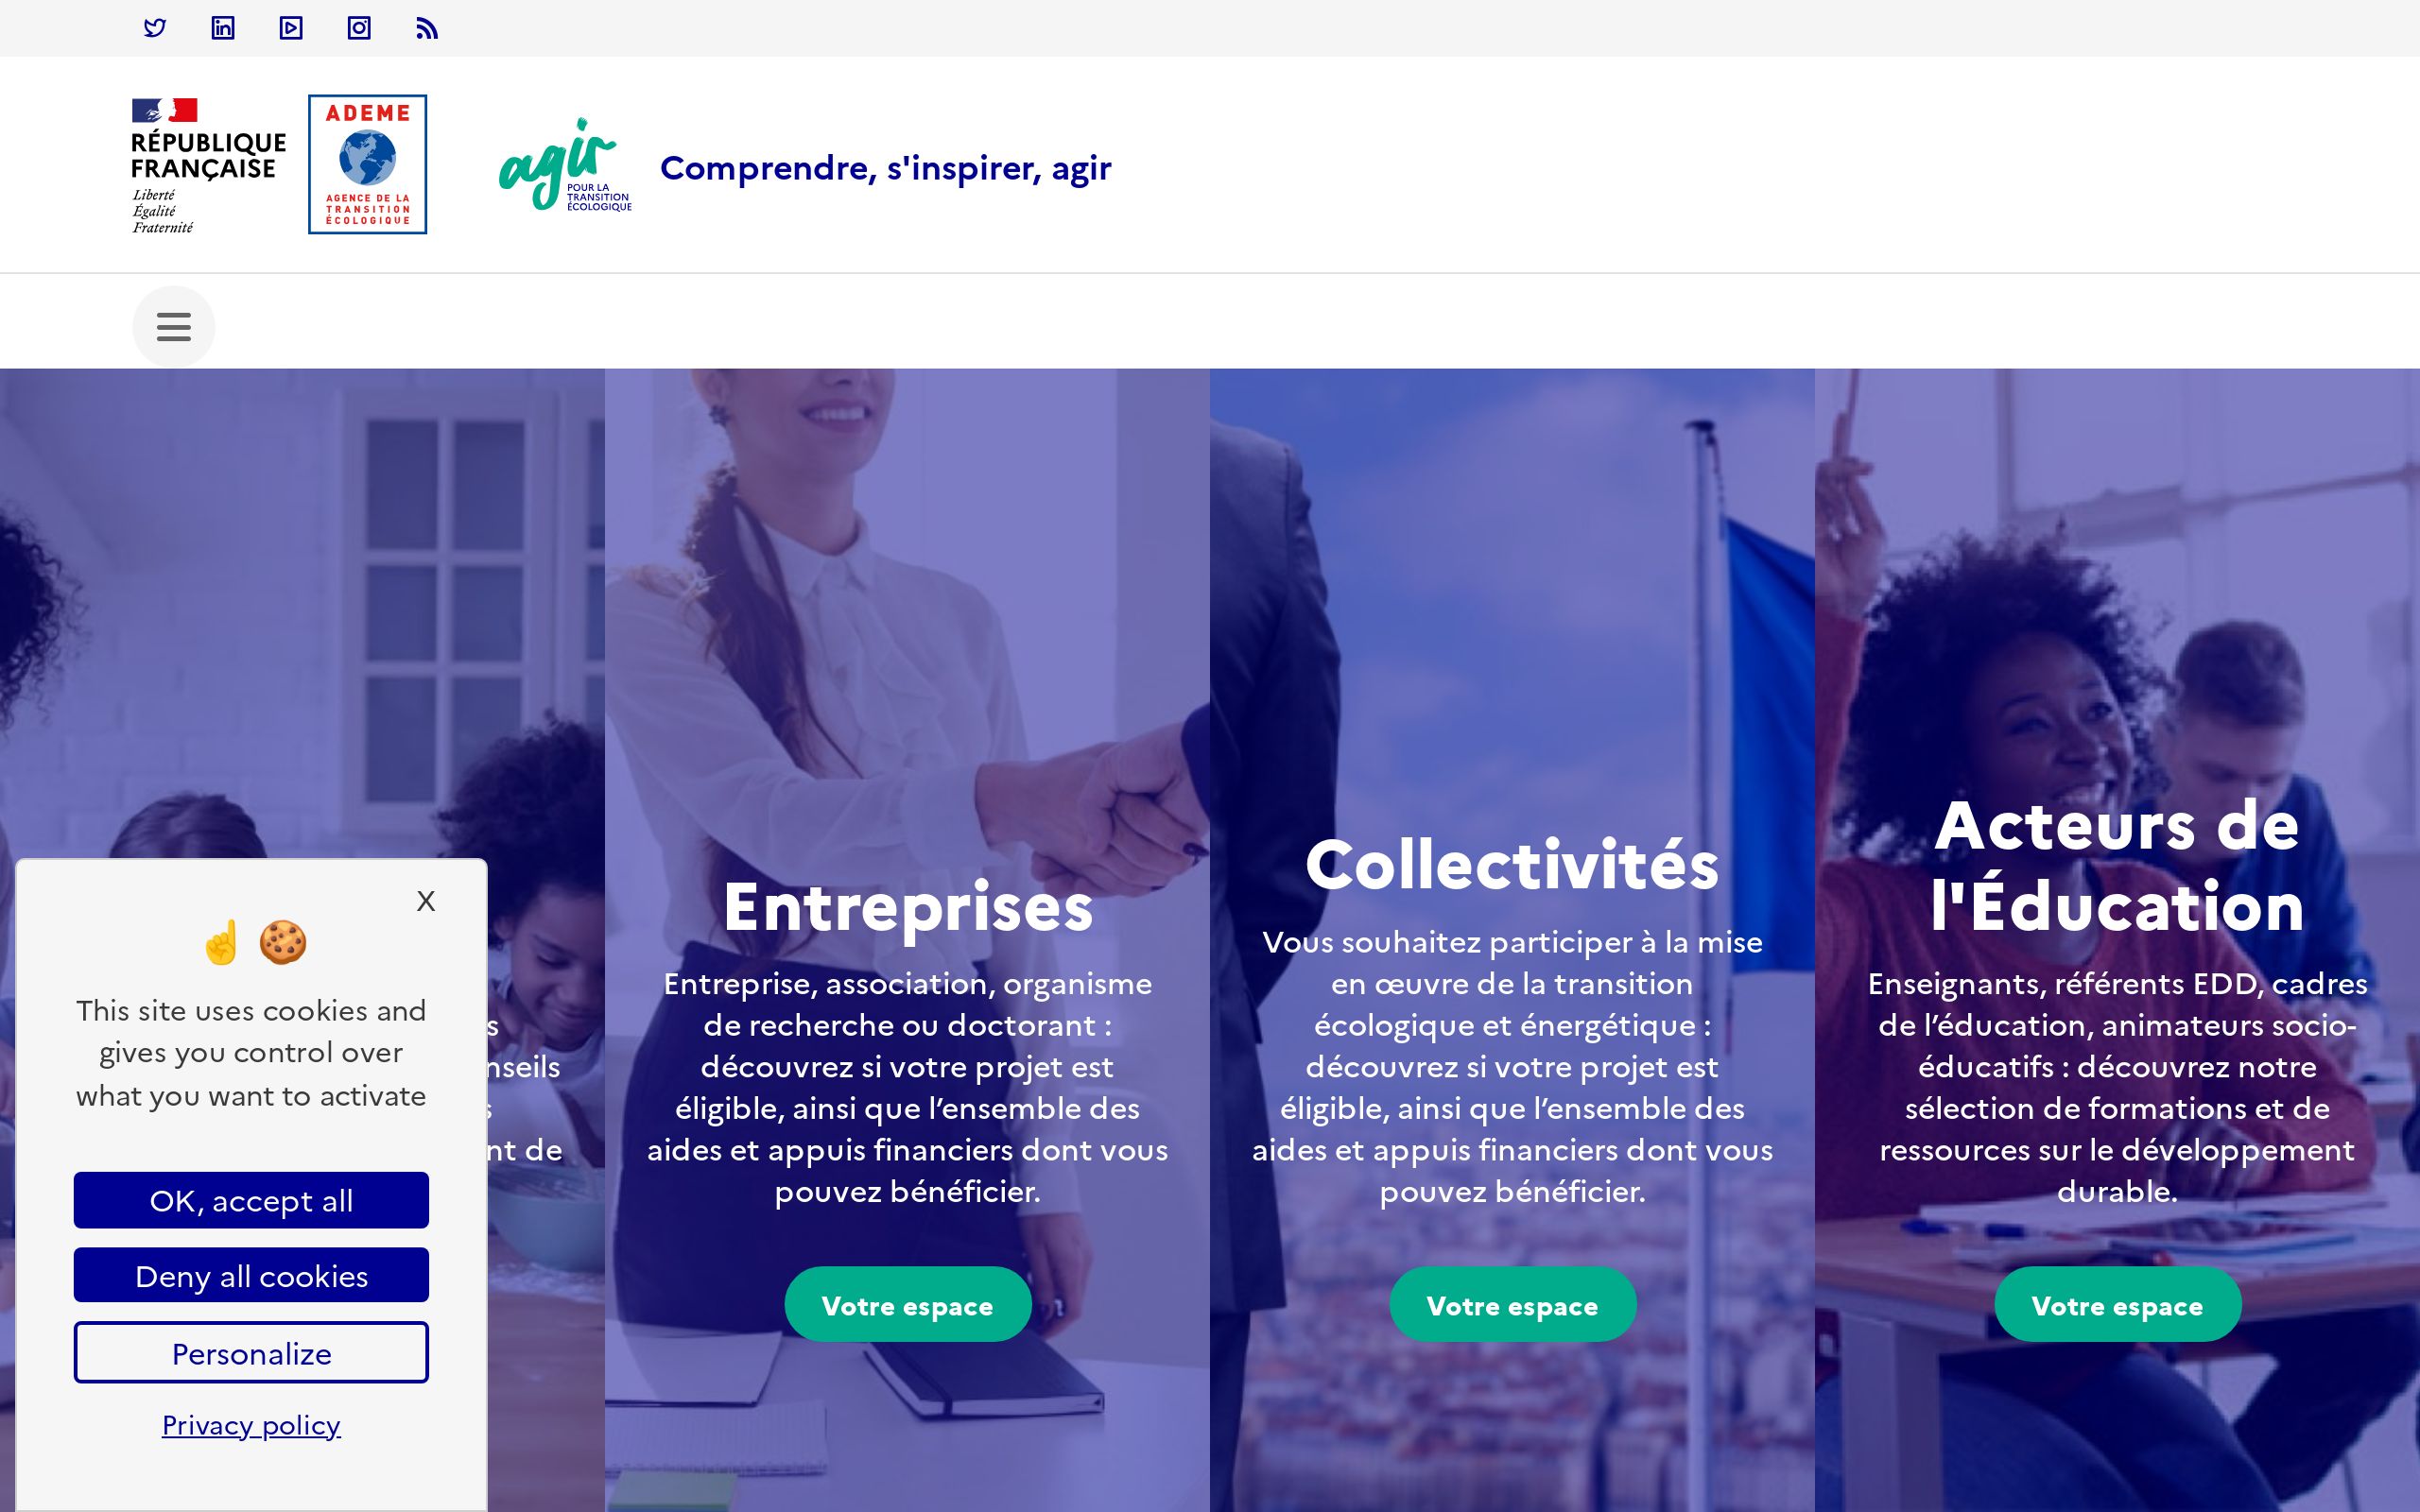 RÉPUBLIQUE
FRANÇAISE
Liberté
Égalité
Fraternité
ADEME
AGENCE DE LA
TRANSITION
ÉCOLOGIQUE
agir
POUR LA
TRANSITION
ÉCOLOGIQUE
Comprendre, s'inspirer, agir
X
☝️ 🍪
This site uses cookies and
gives you control over
what you want to activate
OK, accept all
Deny all cookies
Personalize
Privacy policy
nt de
Entreprises
Entreprise, association, organisme
de recherche ou doctorant :
découvrez si votre projet est
éligible, ainsi que l’ensemble des
aides et appuis financiers dont vous
pouvez bénéficier.
Votre espace
Collectivités
Vous souhaitez participer à la mise
en œuvre de la transition
écologique et énergétique :
découvrez si votre projet est
éligible, ainsi que l’ensemble des
aides et appuis financiers dont vous
pouvez bénéficier.
Votre espace
Acteurs de
l'Éducation
Enseignants, référents EDD, cadres
de l’éducation, animateurs socio-
éducatifs : découvrez notre
sélection de formations et de
ressources sur le développement
durable.
Votre espace